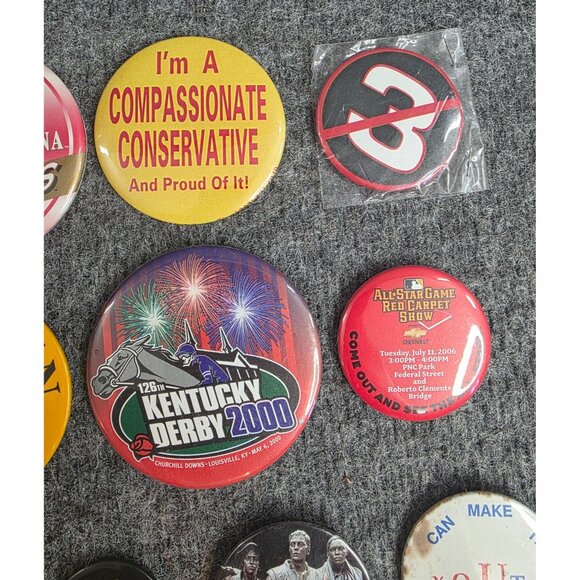 I'm A
COMPASSIONATE
CONSERVATIVE
And Proud Of It!
3
NA
126th
KENTUCKY
DERBY 2000
CHURCHILL DOWNS • LOUISVILLE, KY • MAY 6, 2000
ALL-STAR GAME
RED CARPET
SHOW
CHEVROLET
Tuesday, July 11, 2006
3:00PM - 4:00PM
PNC Park
Federal Street
and
Roberto Clemente
Bridge
COME OUT AND SEE THE
CAN MAKE